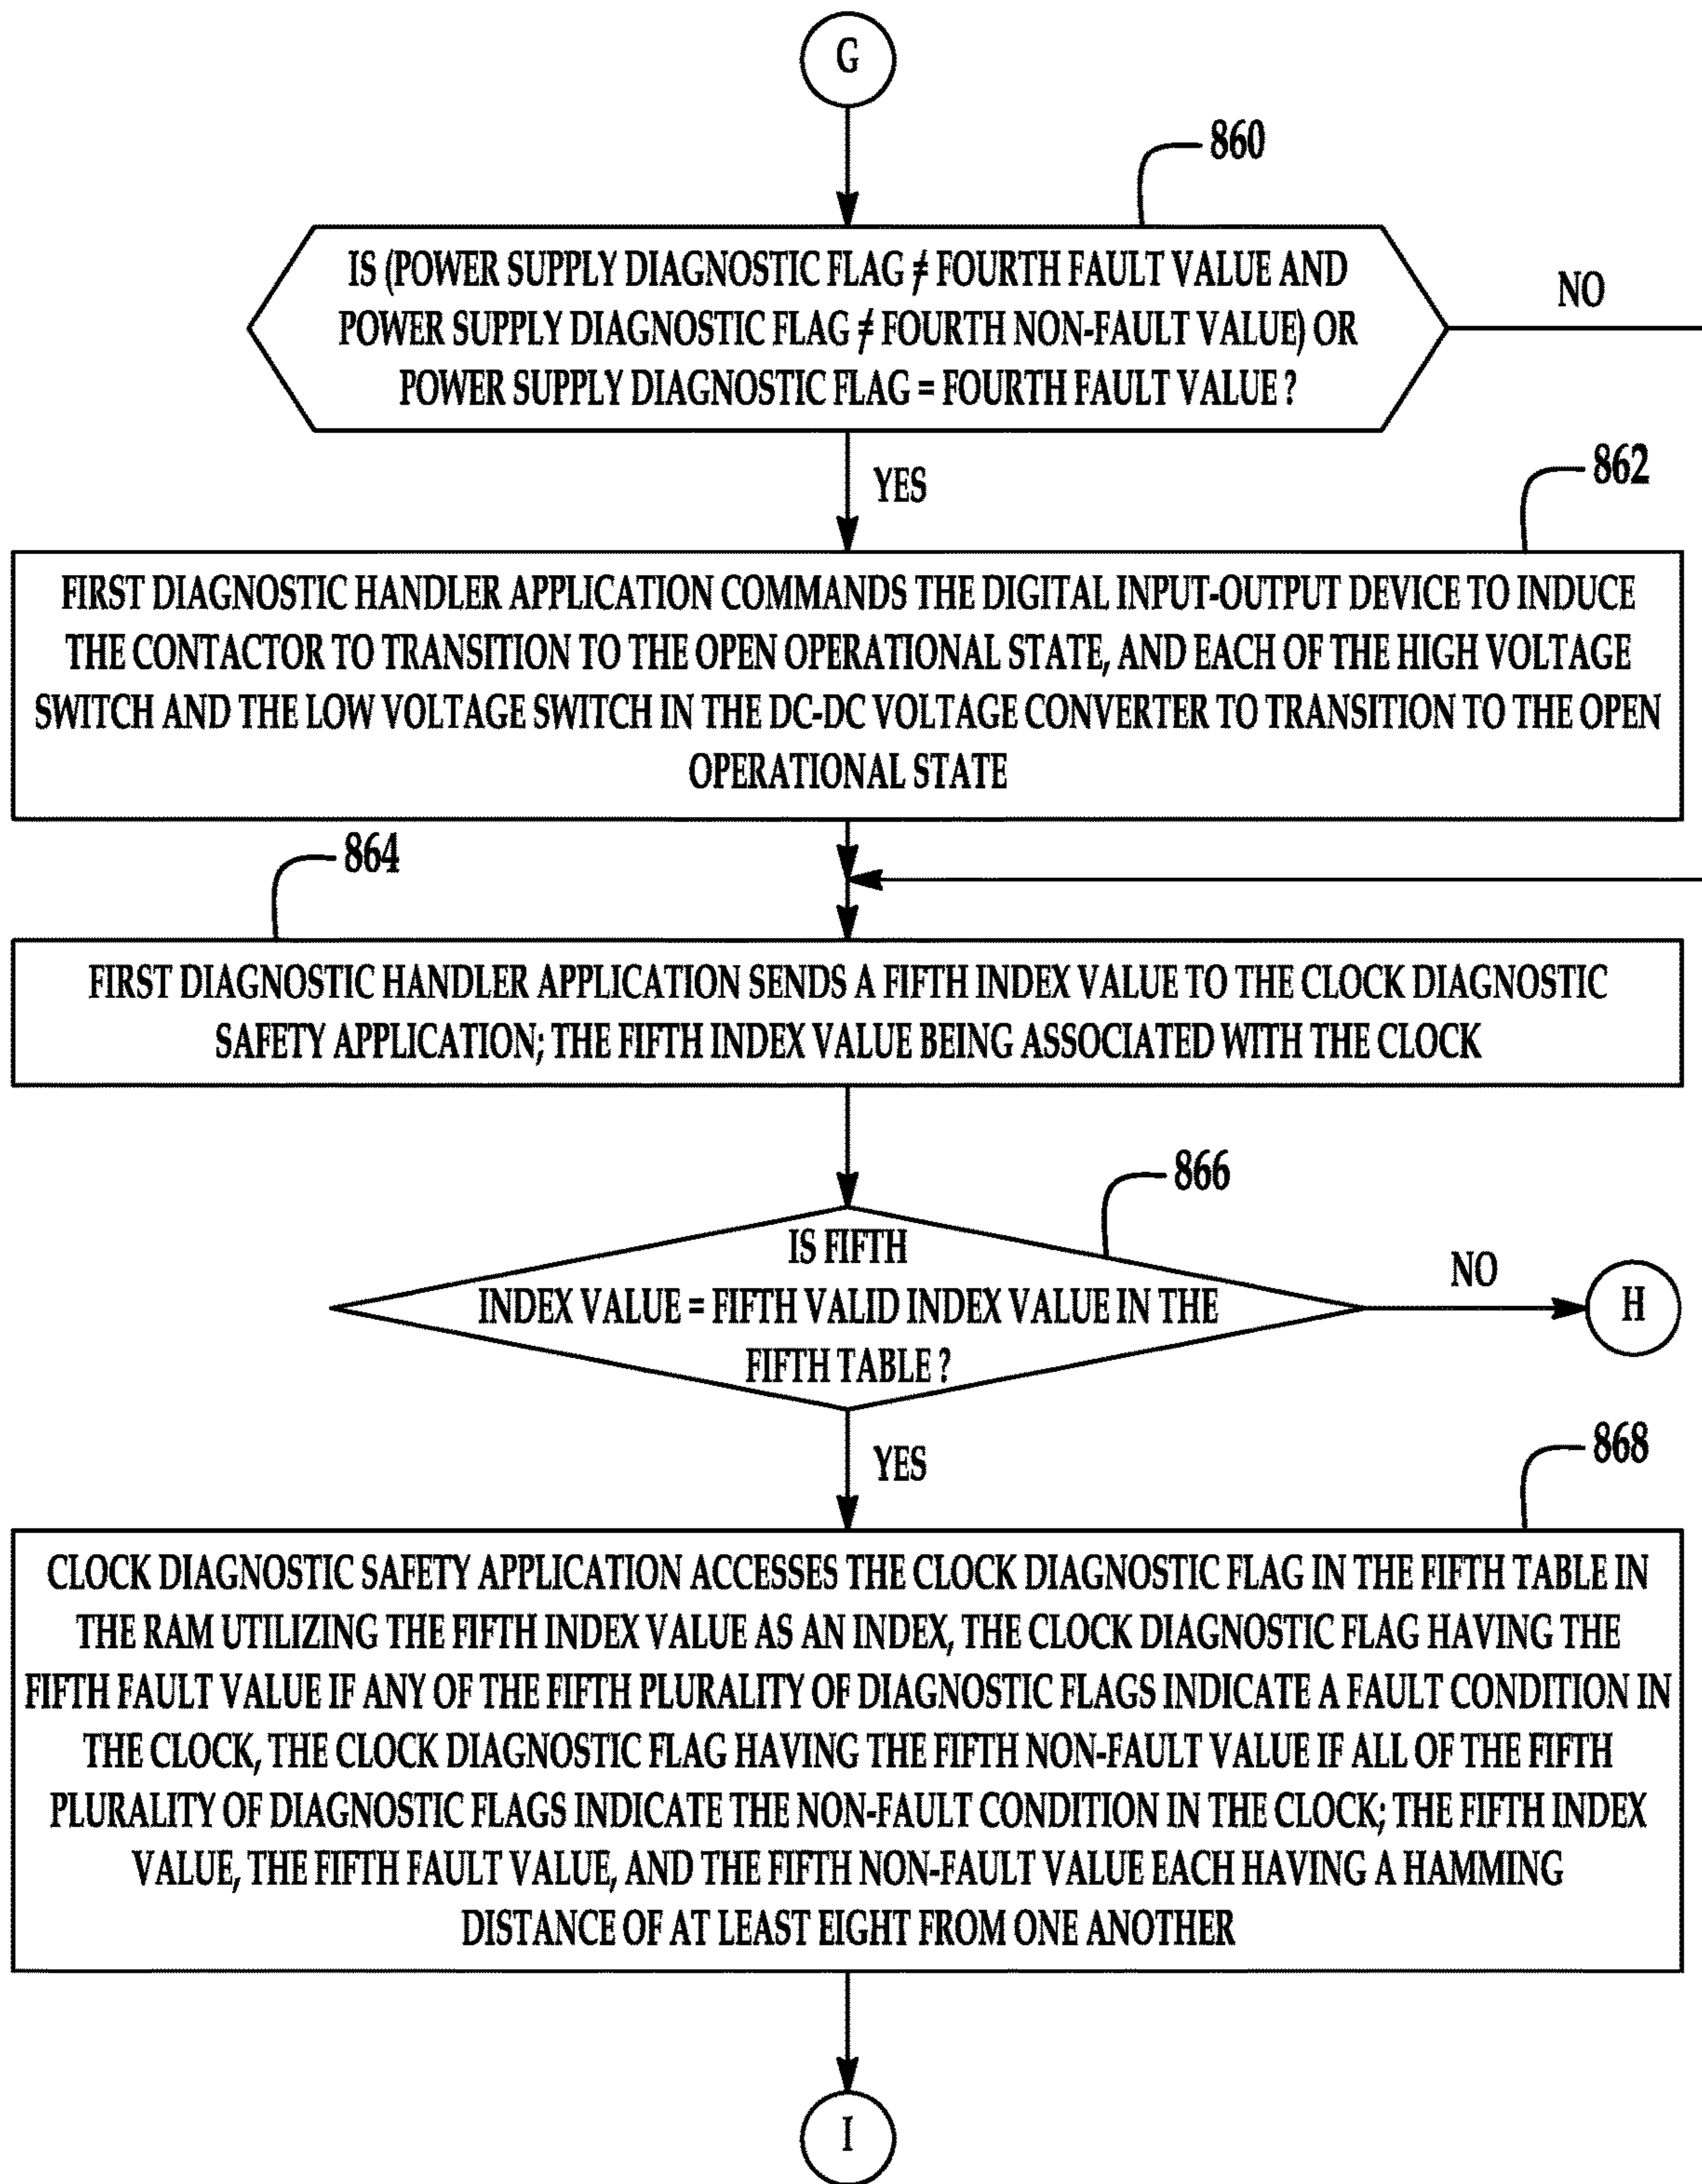 G
860
IS (POWER SUPPLY DIAGNOSTIC FLAG ≠ FOURTH FAULT VALUE AND
POWER SUPPLY DIAGNOSTIC FLAG ≠ FOURTH NON-FAULT VALUE) OR
POWER SUPPLY DIAGNOSTIC FLAG = FOURTH FAULT VALUE ?
NO
YES
862
FIRST DIAGNOSTIC HANDLER APPLICATION COMMANDS THE DIGITAL INPUT-OUTPUT DEVICE TO INDUCE
THE CONTACTOR TO TRANSITION TO THE OPEN OPERATIONAL STATE, AND EACH OF THE HIGH VOLTAGE
SWITCH AND THE LOW VOLTAGE SWITCH IN THE DC-DC VOLTAGE CONVERTER TO TRANSITION TO THE OPEN
OPERATIONAL STATE
864
FIRST DIAGNOSTIC HANDLER APPLICATION SENDS A FIFTH INDEX VALUE TO THE CLOCK DIAGNOSTIC
SAFETY APPLICATION; THE FIFTH INDEX VALUE BEING ASSOCIATED WITH THE CLOCK
866
IS FIFTH
INDEX VALUE = FIFTH VALID INDEX VALUE IN THE
FIFTH TABLE ?
NO
H
YES
868
CLOCK DIAGNOSTIC SAFETY APPLICATION ACCESSES THE CLOCK DIAGNOSTIC FLAG IN THE FIFTH TABLE IN
THE RAM UTILIZING THE FIFTH INDEX VALUE AS AN INDEX, THE CLOCK DIAGNOSTIC FLAG HAVING THE
FIFTH FAULT VALUE IF ANY OF THE FIFTH PLURALITY OF DIAGNOSTIC FLAGS INDICATE A FAULT CONDITION IN
THE CLOCK, THE CLOCK DIAGNOSTIC FLAG HAVING THE FIFTH NON-FAULT VALUE IF ALL OF THE FIFTH
PLURALITY OF DIAGNOSTIC FLAGS INDICATE THE NON-FAULT CONDITION IN THE CLOCK; THE FIFTH INDEX
VALUE, THE FIFTH FAULT VALUE, AND THE FIFTH NON-FAULT VALUE EACH HAVING A HAMMING
DISTANCE OF AT LEAST EIGHT FROM ONE ANOTHER
I